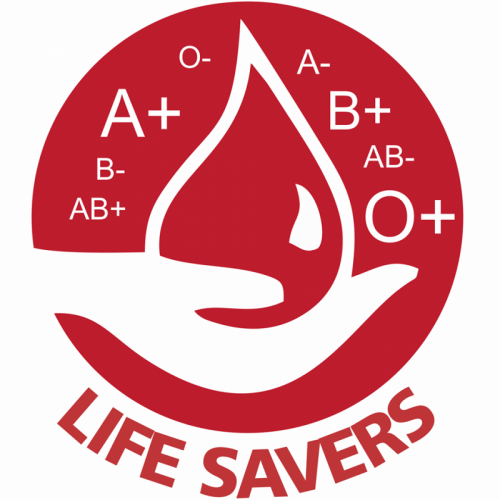 O-
A-
A+
B+
B-
AB-
AB+
O+
LIFE SAVERS